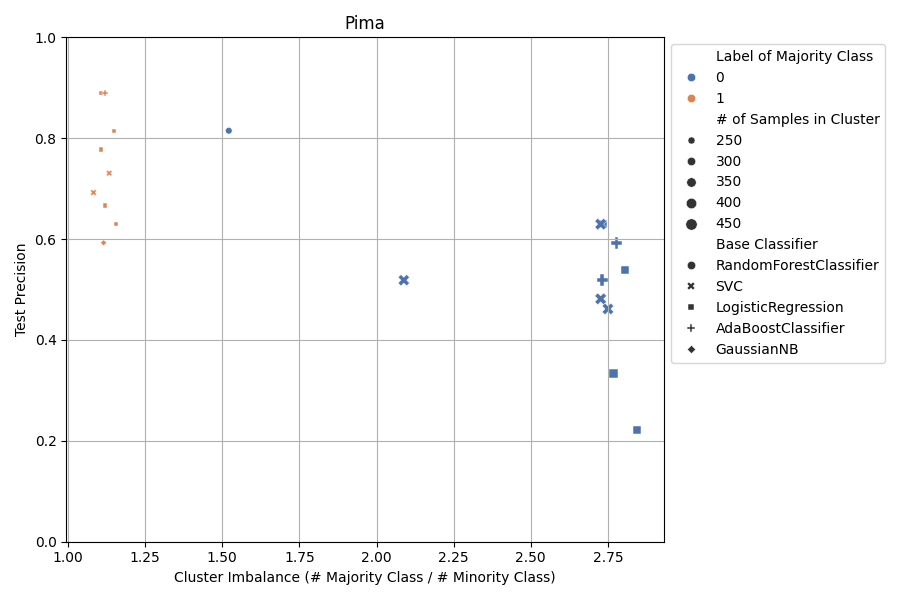 Pima
1.0
0.8
0.6
0.4
0.2
0.0
Test Precision
1.00
1.25
1.50
1.75
2.00
2.25
2.50
2.75
Cluster Imbalance (# Majority Class / # Minority Class)
Label of Majority Class
0
1
# of Samples in Cluster
250
300
350
400
450
Base Classifier
RandomForestClassifier
SVC
LogisticRegression
AdaBoostClassifier
GaussianNB